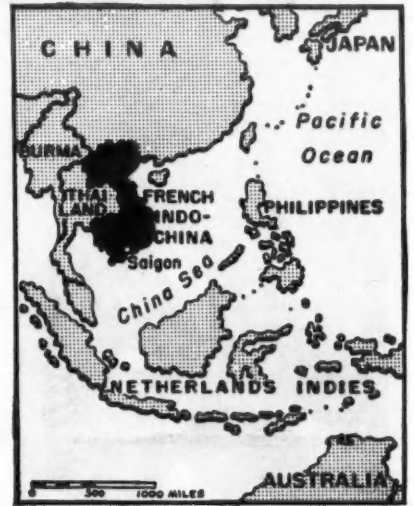 CHINA
JAPAN
Pacific
Ocean
BURMA
THAI
LAND
FRENCH
INDO-
CHINA
PHILIPPINES
Saigon
China Sea
NETHERLANDS INDIES
AUSTRALIA
0 500 1000 MILES